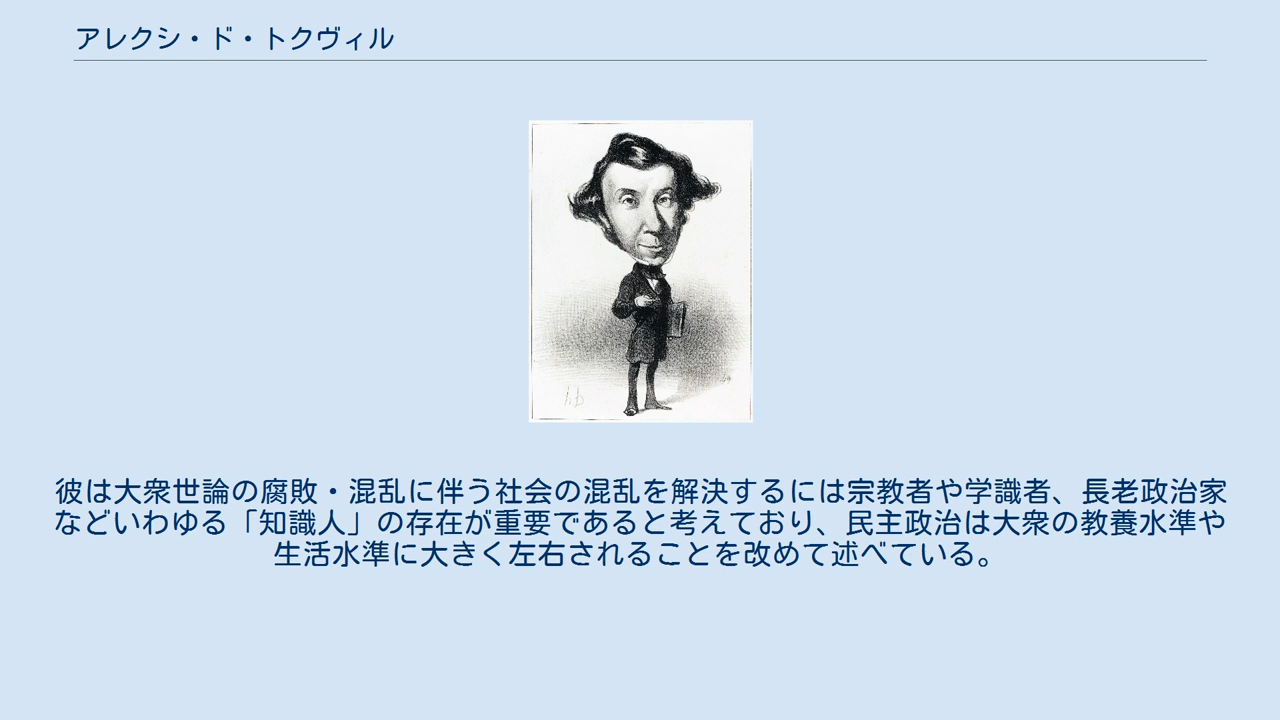 アレクシ・ド・トクヴィル
彼は大衆世論の腐敗・混乱に伴う社会の混乱を解決するには宗教者や学識者、長老政治家
などいわゆる「知識人」の存在が重要であると考えており、民主政治は大衆の教養水準や
生活水準に大きく左右されることを改めて述べている。